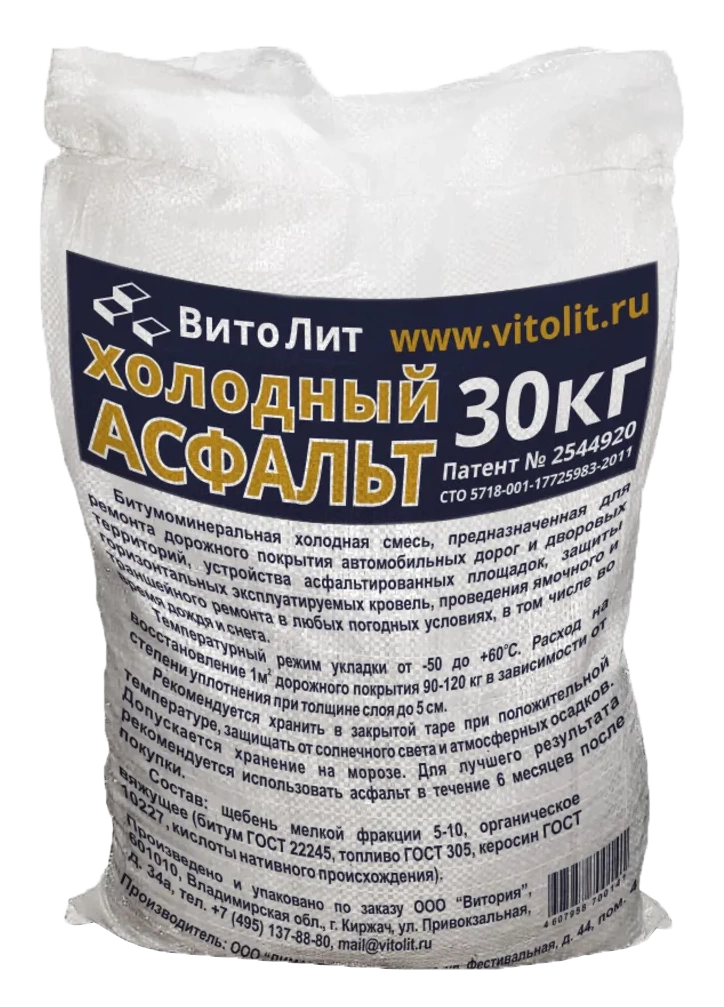 ВитоЛит www.vitolit.ru
холодный
АСФАЛЬТ
30кг
Патент № 2544920
СТО 5718-001-17725983-2011
Битумоминеральная холодная смесь, предназначенная для
ремонта дорожного покрытия автомобильных дорог и дворовых
территорий, устройства асфальтированных площадок, защиты
горизонтальных эксплуатируемых кровель, проведения ямочного и
траншейного ремонта в любых погодных условиях, в том числе во
время дождя и снега.
Температурный режим укладки от -50 до +60°С. Расход на
восстановление 1м² дорожного покрытия 90-120 кг в зависимости от
степени уплотнения при толщине слоя до 5 см.
Рекомендуется хранить в закрытой таре при положительной
температуре, защищать от солнечного света и атмосферных осадков.
Допускается хранение на морозе. Для лучшего результата
рекомендуется использовать асфальт в течение 6 месяцев после
покупки.
Состав: щебень мелкой фракции 5-10, органическое
вяжущее (битум ГОСТ 22245, топливо ГОСТ 305, керосин ГОСТ
10227, кислоты нативного происхождения).
Произведено и упаковано по заказу ООО "Витория",
601010, Владимирская обл., г. Киржач, ул. Привокзальная,
д. 34а, тел. +7 (495) 137-88-80, mail@vitolit.ru
Производитель: ООО Фестивальная, д. 44, пом. 4